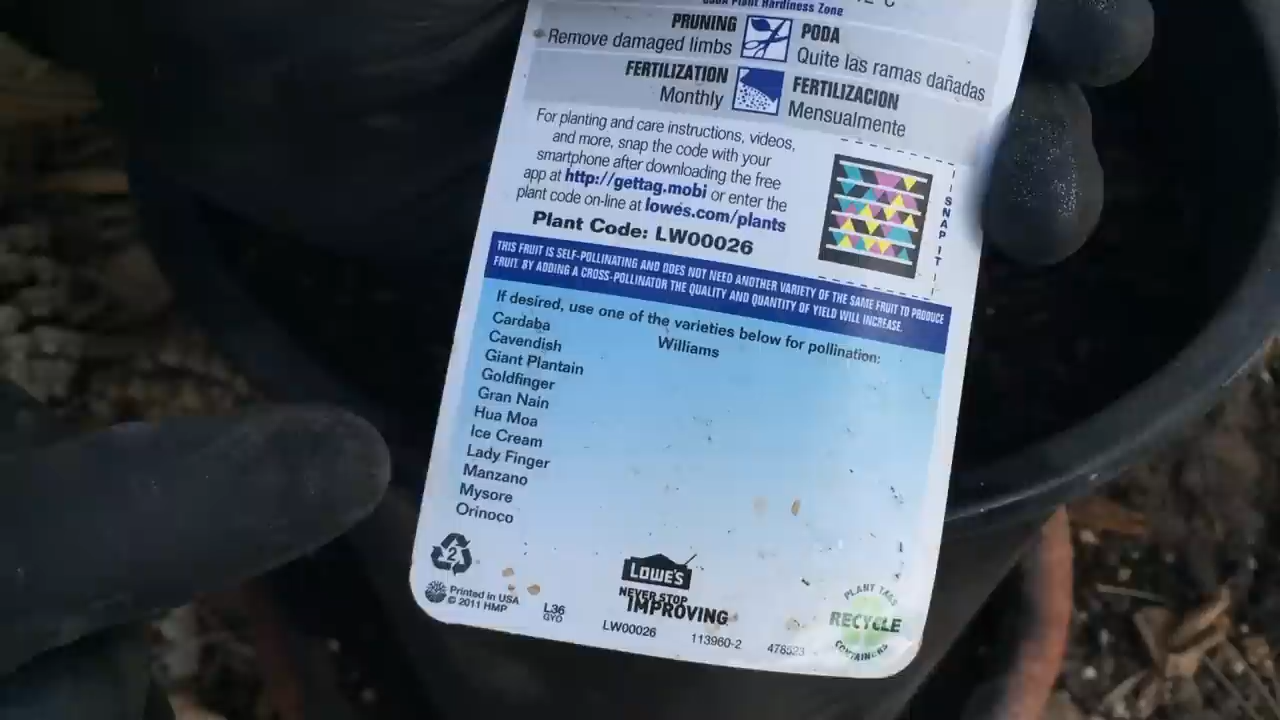 USDA Plant Hardiness Zone
PRUNING
Remove damaged limbs
PODA
Quite las ramas dañadas
FERTILIZATION
Monthly
FERTILIZACION
Mensualmente
For planting and care instructions, videos,
and more, snap the code with your
smartphone after downloading the free
app at http://gettag.mobi or enter the
plant code on-line at lowes.com/plants
Plant Code: LW00026
SNAP IT
THIS FRUIT IS SELF-POLLINATING AND DOES NOT NEED ANOTHER VARIETY OF THE SAME FRUIT TO PRODUCE
FRUIT. BY ADDING A CROSS-POLLINATOR THE QUALITY AND QUANTITY OF YIELD WILL INCREASE.
If desired, use one of the varieties below for pollination:
Cardaba
Cavendish
Giant Plantain
Goldfinger
Gran Nain
Hua Moa
Ice Cream
Lady Finger
Manzano
Mysore
Orinoco
Williams
2
Printed in USA
© 2011 HMP
L36
GYO
LOWE'S
NEVER STOP
IMPROVING
LW00026
113960-2
478523
PLANT TAGS
RECYCLE
CONTAINERS